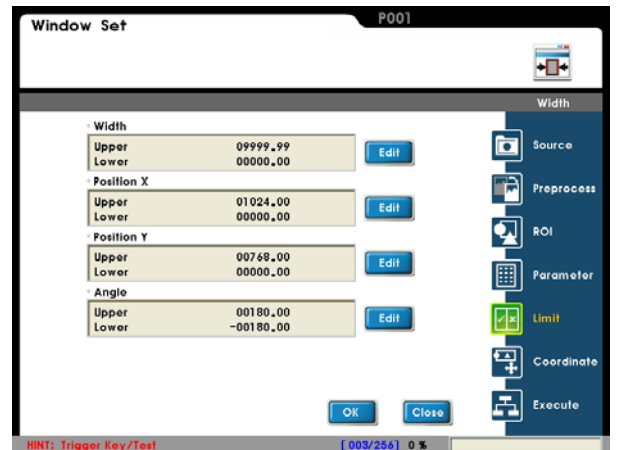 Window Set
P001
Width
Width
Upper 09999.99
Lower 00000.00
Edit
Position X
Upper 01024.00
Lower 00000.00
Edit
Position Y
Upper 00768.00
Lower 00000.00
Edit
Angle
Upper 00180.00
Lower -00180.00
Edit
Source
Preprocess
ROI
Parameter
Limit
Coordinate
Execute
OK Close
HINT: Trigger Key/Test [003/256] 0 %